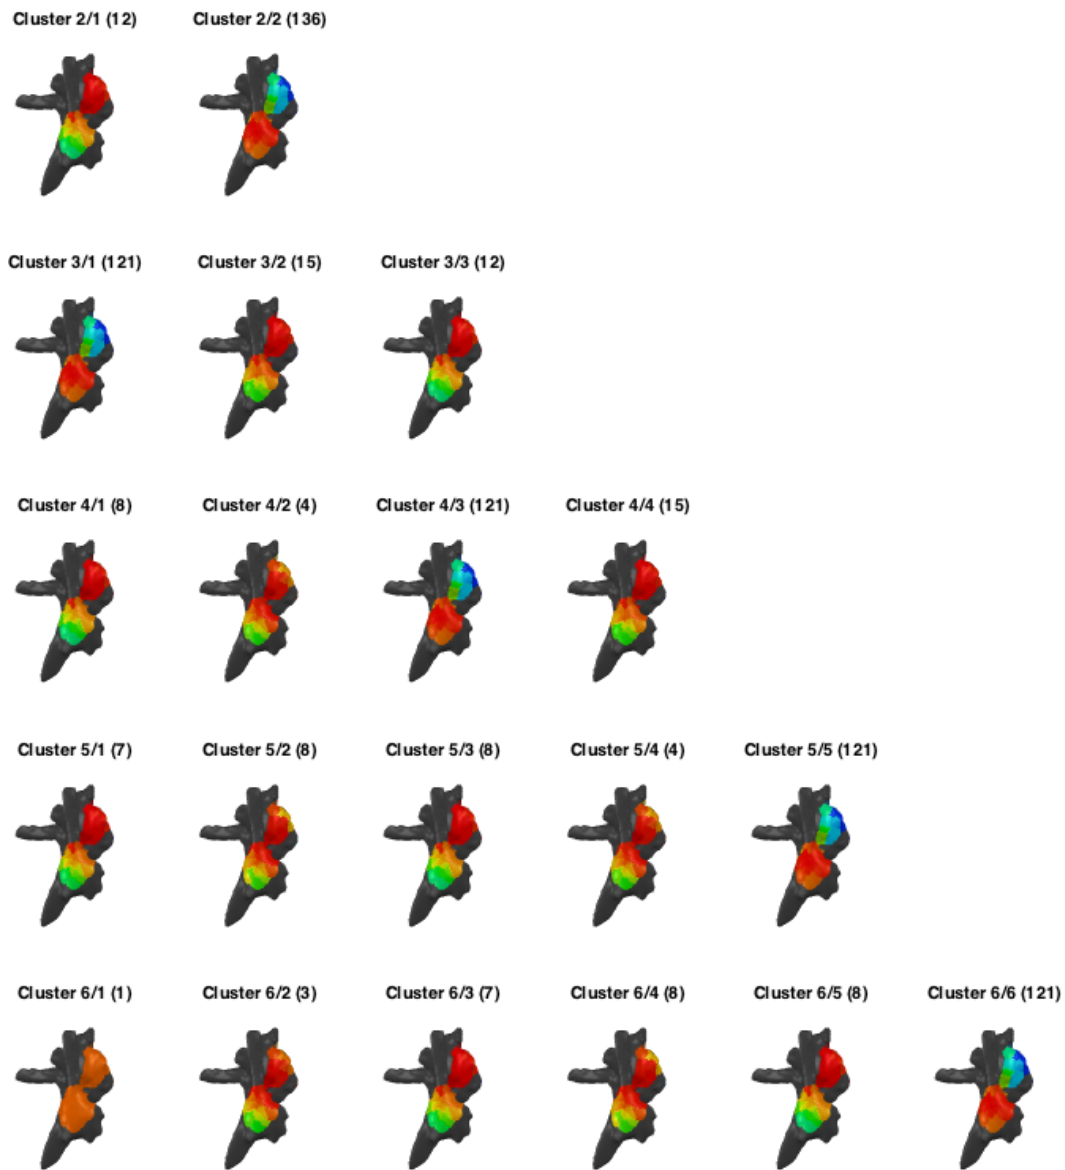 Cluster 2/1 (12) Cluster 2/2 (136)
Cluster 3/1 (121) Cluster 3/2 (15) Cluster 3/3 (12)
Cluster 4/1 (8) Cluster 4/2 (4) Cluster 4/3 (121) Cluster 4/4 (15)
Cluster 5/1 (7) Cluster 5/2 (8) Cluster 5/3 (8) Cluster 5/4 (4) Cluster 5/5 (121)
Cluster 6/1 (1) Cluster 6/2 (3) Cluster 6/3 (7) Cluster 6/4 (8) Cluster 6/5 (8) Cluster 6/6 (121)